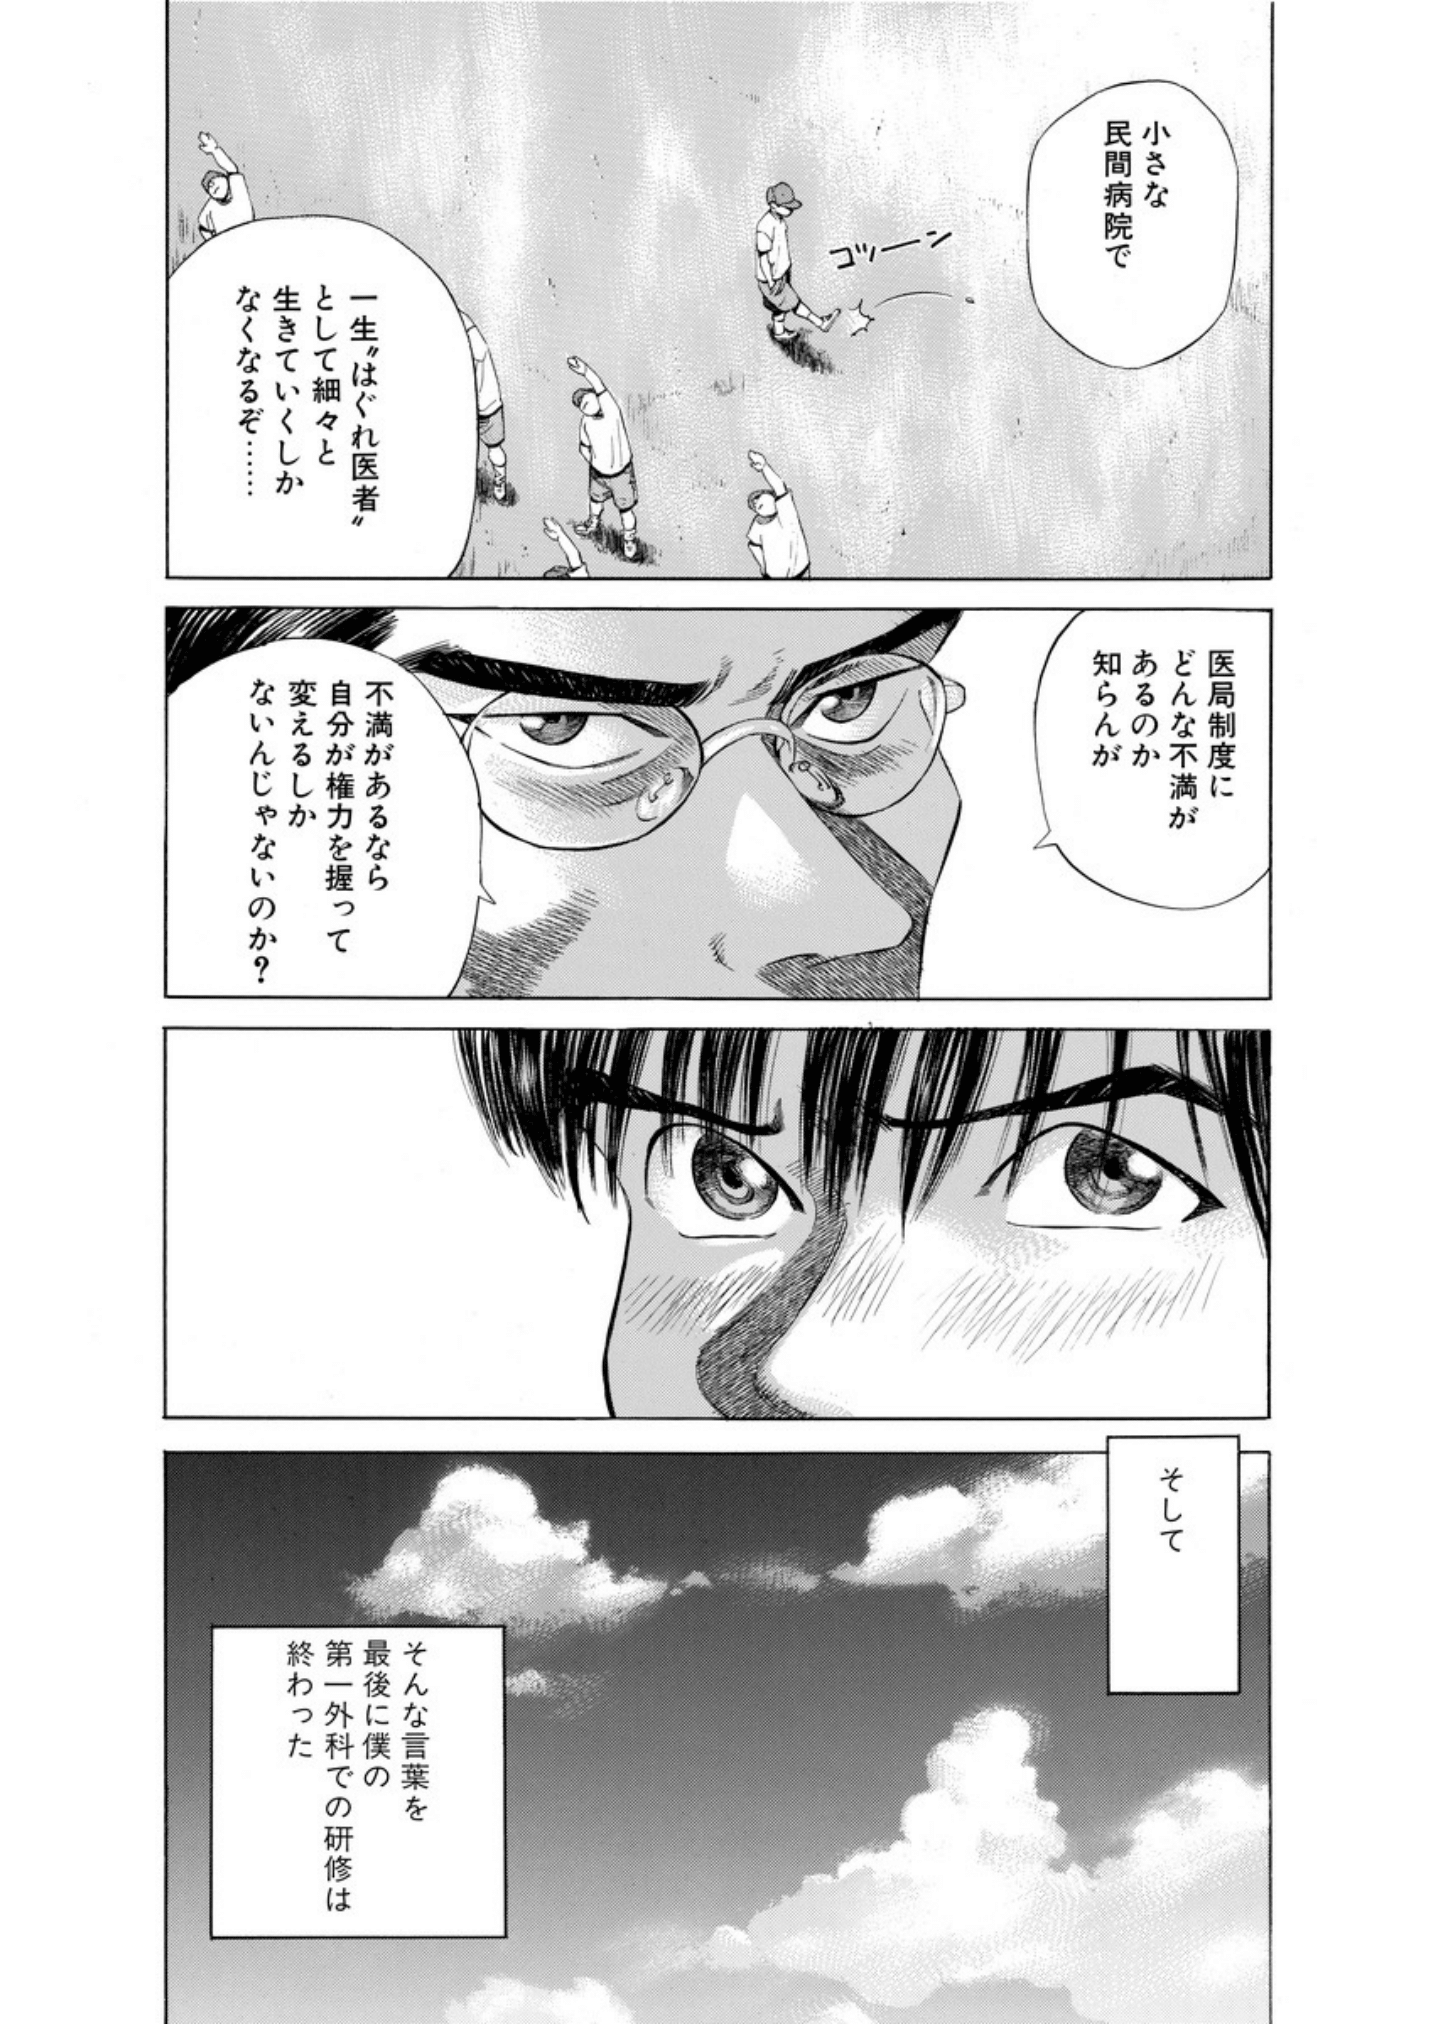 小さな
民間病院で
コツーーン
一生〝はぐれ医者〟
として細々と
生きていくしか
なくなるぞ……
医局制度に
どんな不満が
あるのか
知らんが
不満があるなら
自分が権力を握って
変えるしか
ないんじゃないのか？
そして
そんな言葉を
最後に僕の
第一外科での研修は
終わった